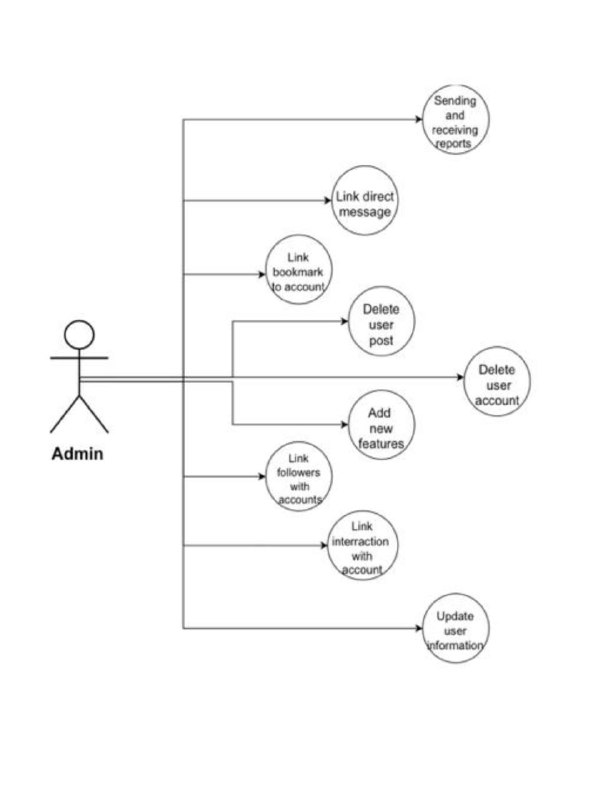 Sending
and
receiving
reports
Link direct
message
Link
bookmark
to account
Delete
user
post
Delete
user
account
Add
new
features
Admin
Link
followers
with
accounts
Link
interraction
with
account
Update
user
information